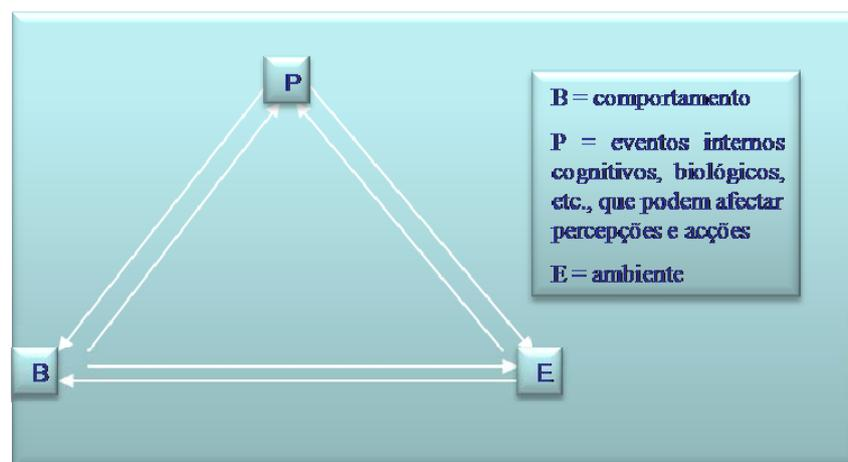 P
B = comportamento
P = eventos internos
cognitivos, biológicos,
etc., que podem afectar
percepções e acções
E = ambiente
B
E